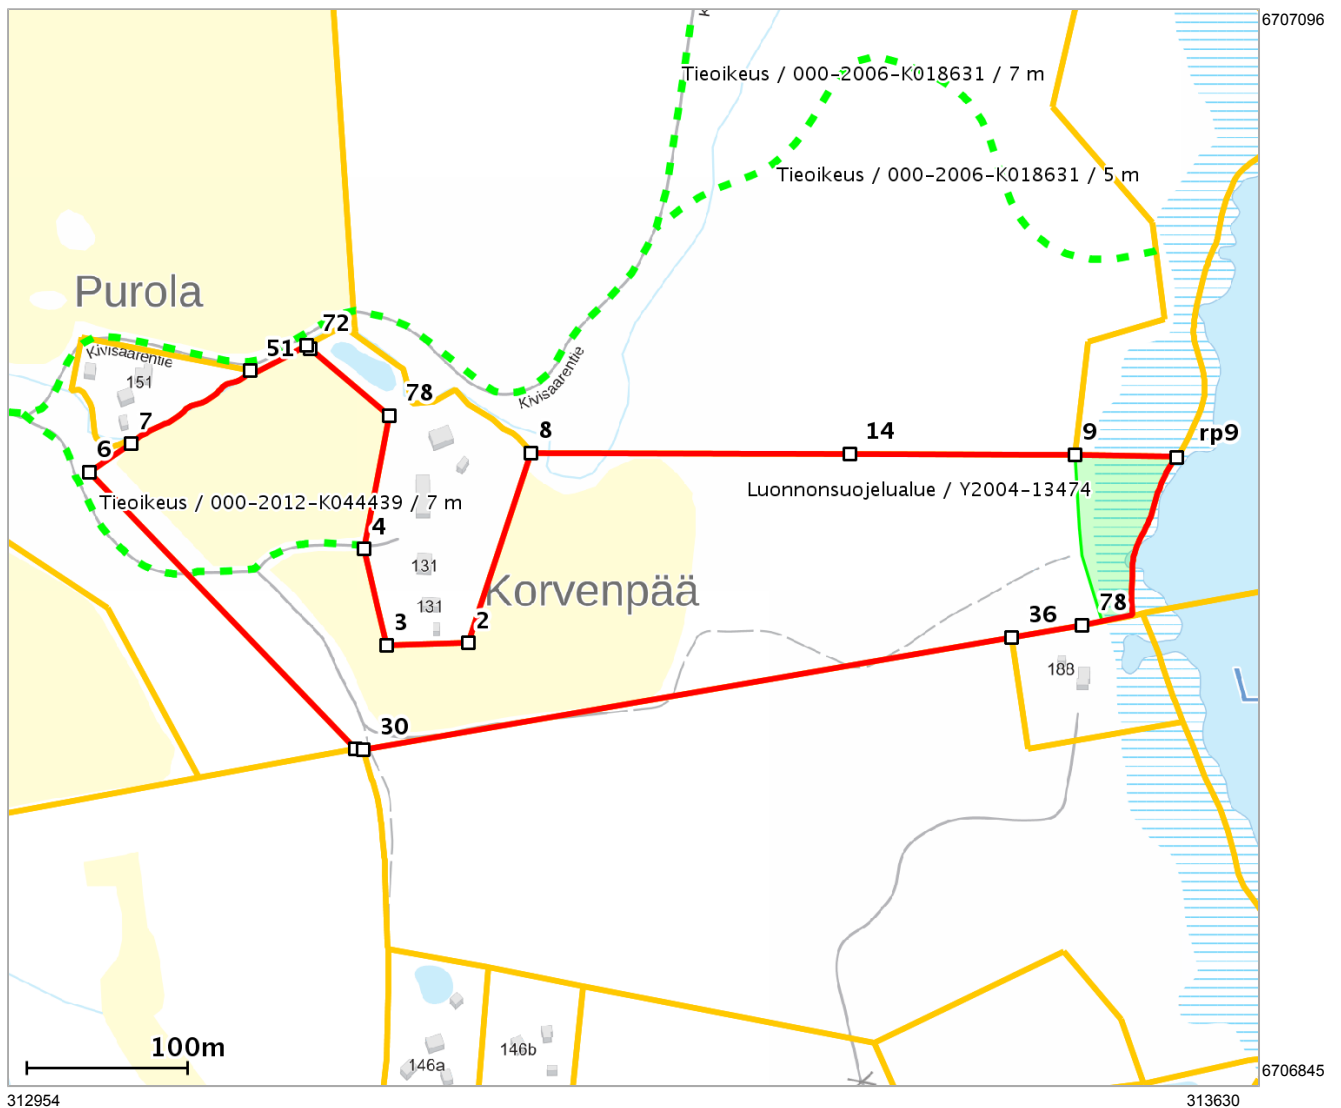 6707096
K
Tieoikeus / 000-2006-K018631 / 7 m
Tieoikeus / 000-2006-K018631 / 5 m
Purola
72
51
Kivisaarentie
151
Kivisaarentie
78
7
6
8
14
9
rp9
Tieoikeus / 000-2012-K044439 / 7 m
Luonnonsuojelualue / Y2004-13474
4
131
Korvenpää
131
3
2
78
36
188
30
100m
146a
146b
6706845
312954
313630